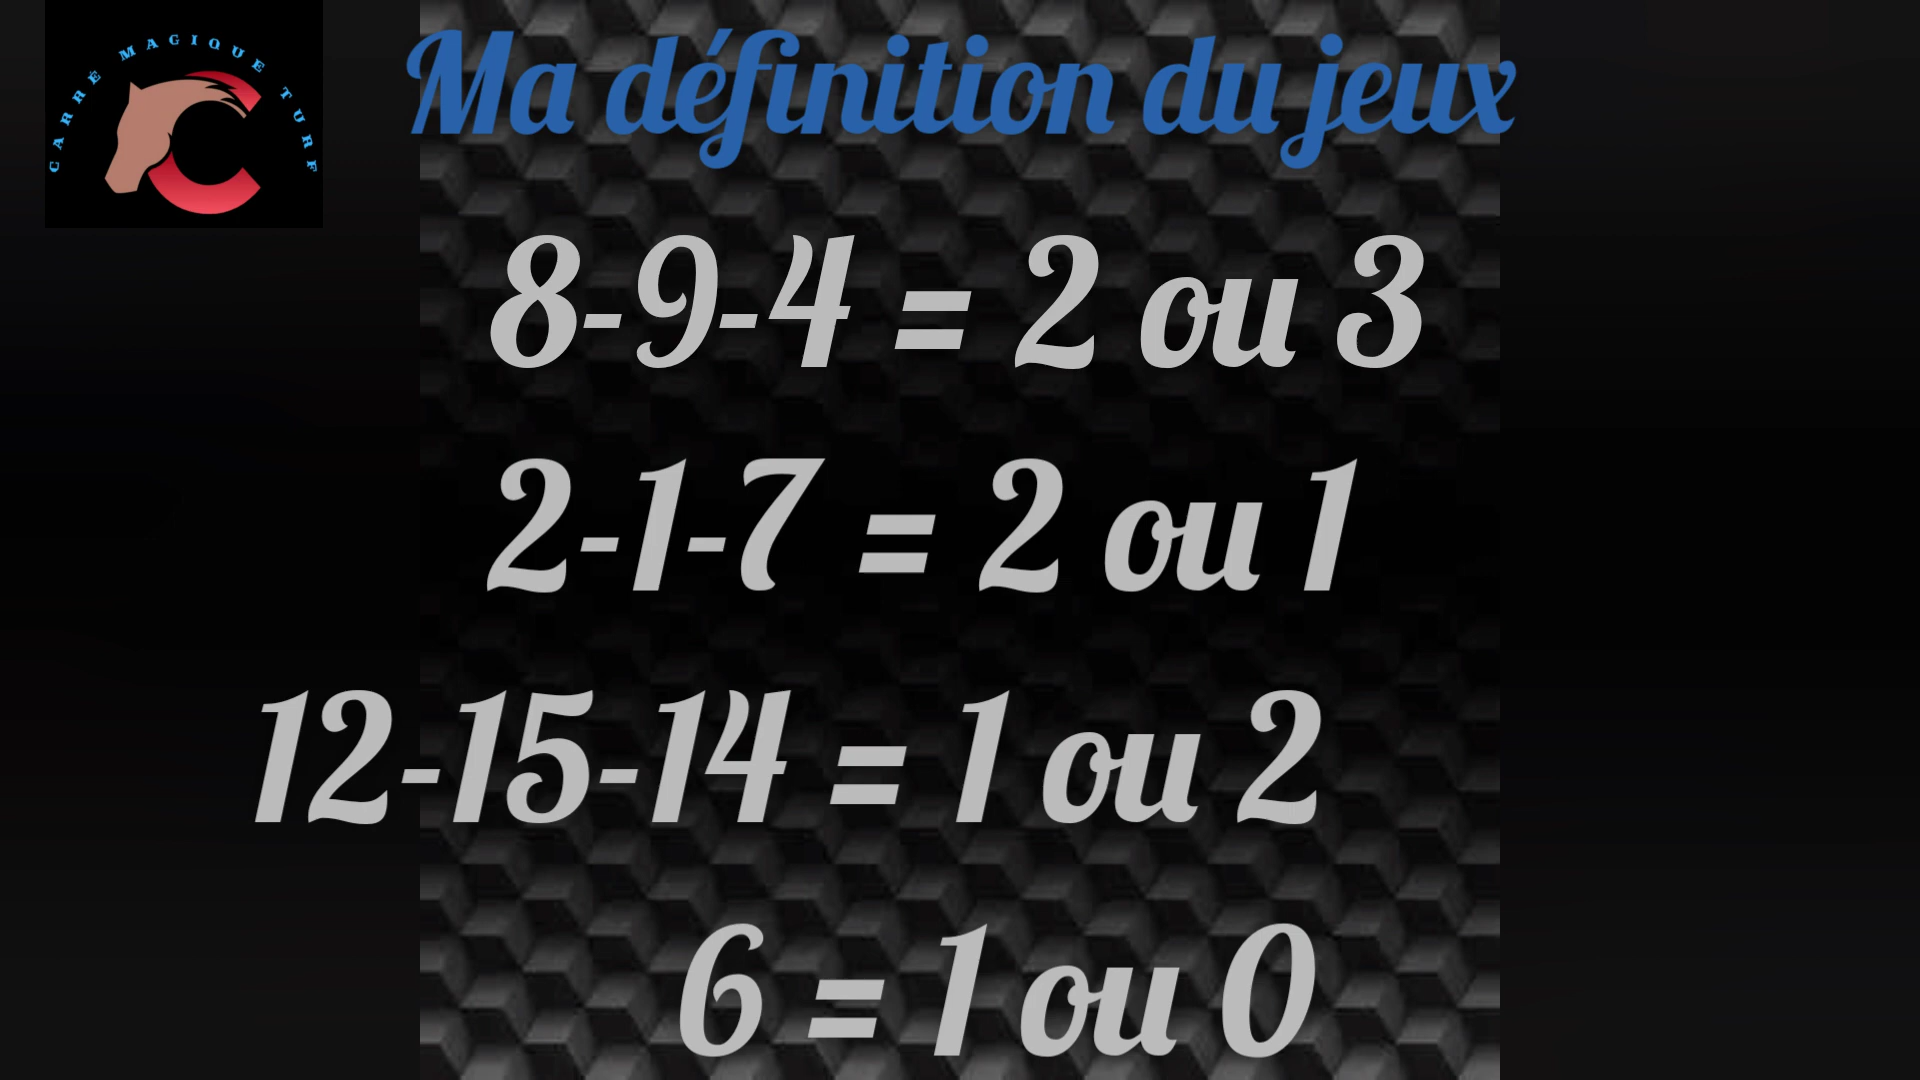 CARRÉ MAGIQUE TURF
Ma définition du jeux
8-9-4 = 2 ou 3
2-1-7 = 2 ou 1
12-15-14 = 1 ou 2
6 = 1 ou 0